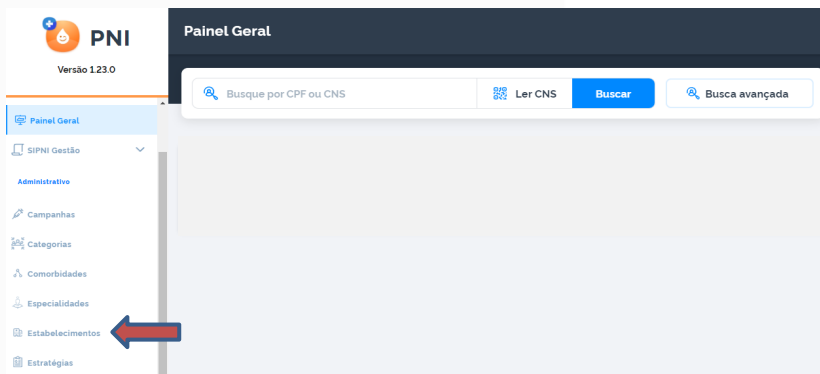 PNI
Versão 1.23.0
Painel Geral
SIPNI Gestão
Administrativo
Campanhas
Categorias
Comorbidades
Especialidades
Estabelecimentos
Estratégias
Painel Geral
Busque por CPF ou CNS
Ler CNS
Buscar
Busca avançada